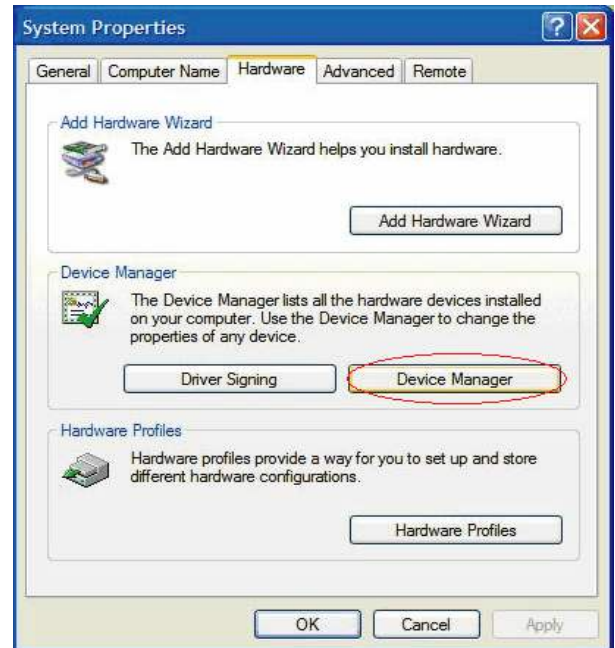 System Properties
General Computer Name Hardware Advanced Remote
Add Hardware Wizard
The Add Hardware Wizard helps you install hardware.
Add Hardware Wizard
Device Manager
The Device Manager lists all the hardware devices installed
on your computer. Use the Device Manager to change the
properties of any device.
Driver Signing Device Manager
Hardware Profiles
Hardware profiles provide a way for you to set up and store
different hardware configurations.
Hardware Profiles
OK Cancel Apply